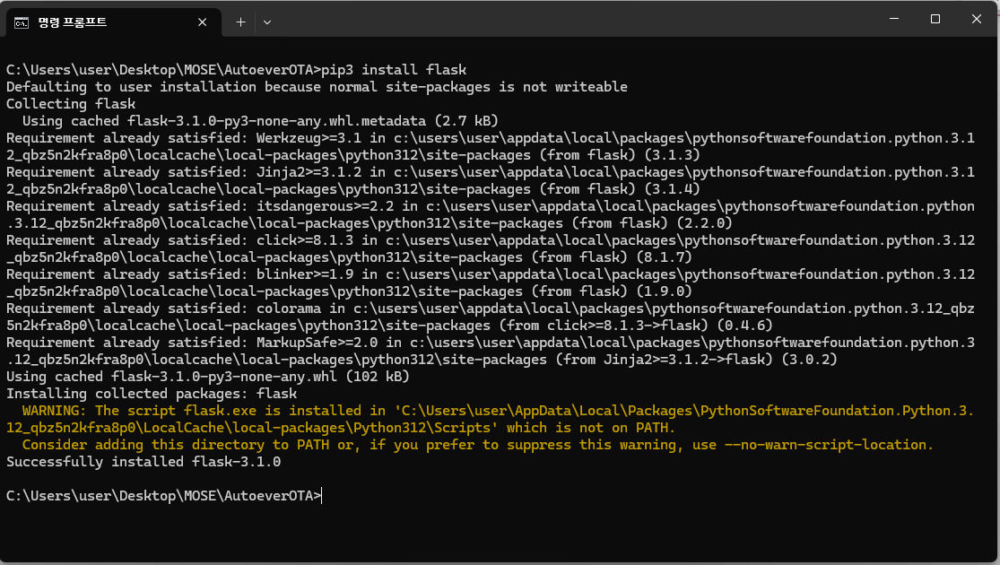 명령 프롬프트
C:\Users\user\Desktop\MOSE\AutoeverOTA>pip3 install flask
Defaulting to user installation because normal site-packages is not writeable
Collecting flask
  Using cached flask-3.1.0-py3-none-any.whl.metadata (2.7 kB)
Requirement already satisfied: Werkzeug>=3.1 in c:\users\user\appdata\local\packages\pythonsoftwarefoundation.python.3.1
2_qbz5n2kfra8p0\localcache\local-packages\python312\site-packages (from flask) (3.1.3)
Requirement already satisfied: Jinja2>=3.1.2 in c:\users\user\appdata\local\packages\pythonsoftwarefoundation.python.3.1
2_qbz5n2kfra8p0\localcache\local-packages\python312\site-packages (from flask) (3.1.4)
Requirement already satisfied: itsdangerous>=2.2 in c:\users\user\appdata\local\packages\pythonsoftwarefoundation.python
.3.12_qbz5n2kfra8p0\localcache\local-packages\python312\site-packages (from flask) (2.2.0)
Requirement already satisfied: click>=8.1.3 in c:\users\user\appdata\local\packages\pythonsoftwarefoundation.python.3.12
_qbz5n2kfra8p0\localcache\local-packages\python312\site-packages (from flask) (8.1.7)
Requirement already satisfied: blinker>=1.9 in c:\users\user\appdata\local\packages\pythonsoftwarefoundation.python.3.12
_qbz5n2kfra8p0\localcache\local-packages\python312\site-packages (from flask) (1.9.0)
Requirement already satisfied: colorama in c:\users\user\appdata\local\packages\pythonsoftwarefoundation.python.3.12_qbz
5n2kfra8p0\localcache\local-packages\python312\site-packages (from click>=8.1.3->flask) (0.4.6)
Requirement already satisfied: MarkupSafe>=2.0 in c:\users\user\appdata\local\packages\pythonsoftwarefoundation.python.3
.12_qbz5n2kfra8p0\localcache\local-packages\python312\site-packages (from Jinja2>=3.1.2->flask) (3.0.2)
Using cached flask-3.1.0-py3-none-any.whl (102 kB)
Installing collected packages: flask
  WARNING: The script flask.exe is installed in 'C:\Users\user\AppData\Local\Packages\PythonSoftwareFoundation.Python.3.
12_qbz5n2kfra8p0\LocalCache\local-packages\Python312\Scripts' which is not on PATH.
  Consider adding this directory to PATH or, if you prefer to suppress this warning, use --no-warn-script-location.
Successfully installed flask-3.1.0
C:\Users\user\Desktop\MOSE\AutoeverOTA>